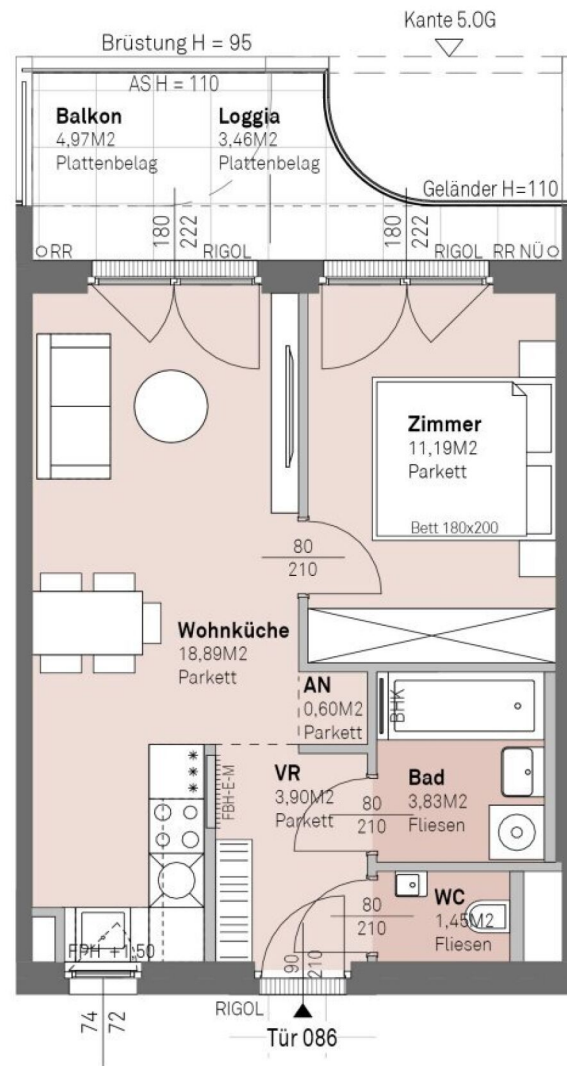 Kante 5.OG
Brüstung H = 95
AS H = 110
Balkon
4,97M2
Plattenbelag
Loggia
3,46M2
Plattenbelag
Geländer H=110
180
222
180
222
RR
RIGOL
RIGOL
RR NÜ
Zimmer
11,19M2
Parkett
Bett 180x200
80
210
Wohnküche
18,89M2
Parkett
AN
0,60M2
Parkett
BHK
VR
3,90M2
Parkett
FBH-E-M
80
210
Bad
3,83M2
Fliesen
80
210
WC
1,45M2
Fliesen
FPH +1,50
90
210
74
72
RIGOL
Tür 086